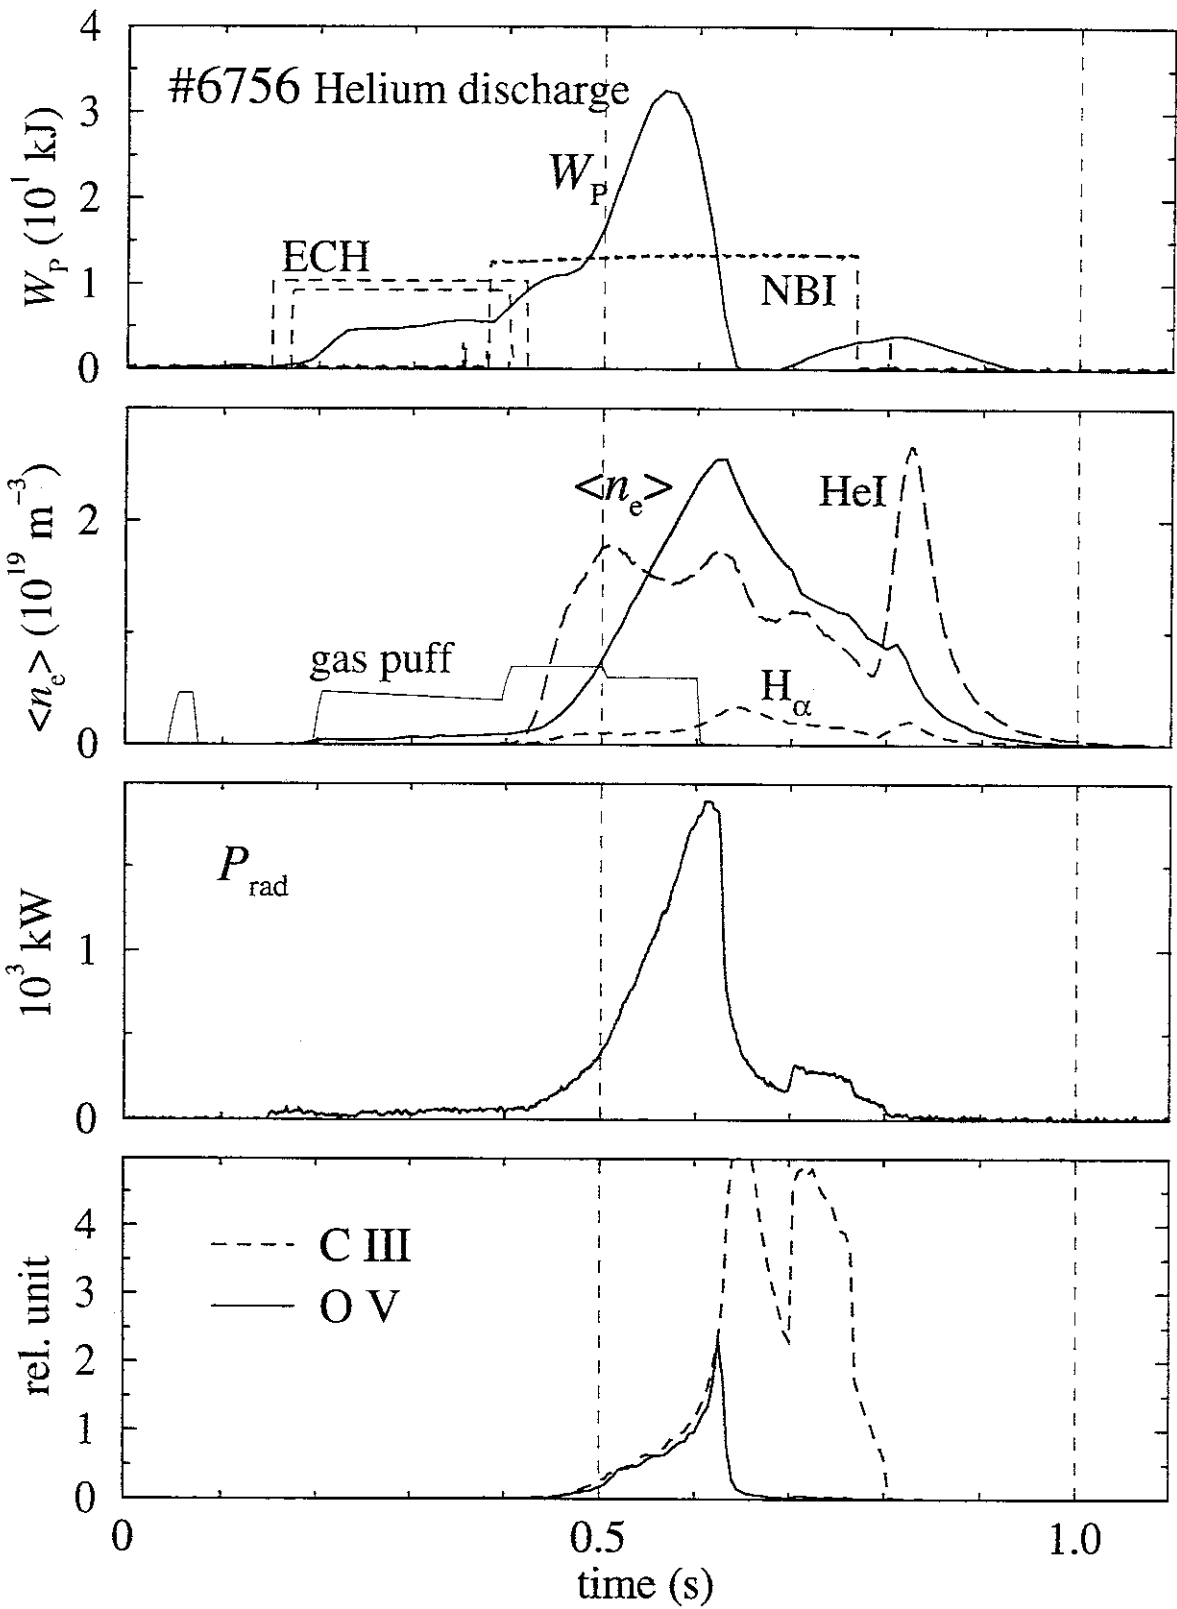 W_P (10^1 kJ)
4
3
2
1
0
#6756 Helium discharge
W_P
ECH
NBI
<n_e> (10^19 m^-3)
2
1
0
<n_e>
HeI
gas puff
H_α
10^3 kW
1
0
P_rad
rel. unit
4
3
2
1
0
C III
O V
0
0.5
1.0
time (s)